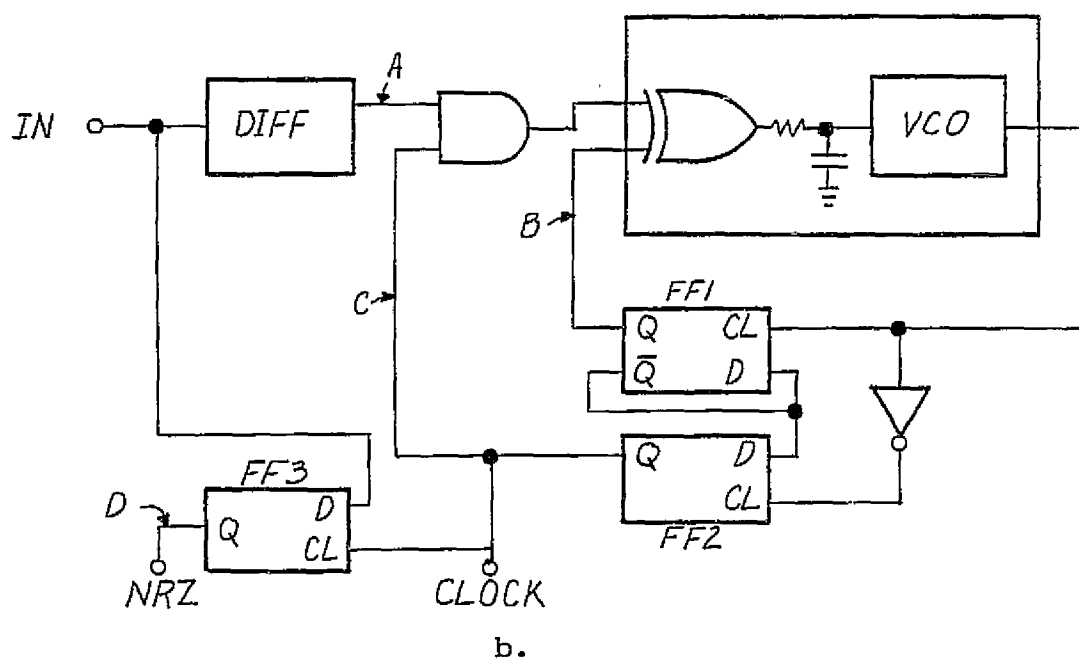 A
IN
DIFF
VCO
B
C
FF1
Q CL
Q̅ D
FF3
Q D
D
D
Q
CL
CL
FF2
NRZ
CLOCK
b.